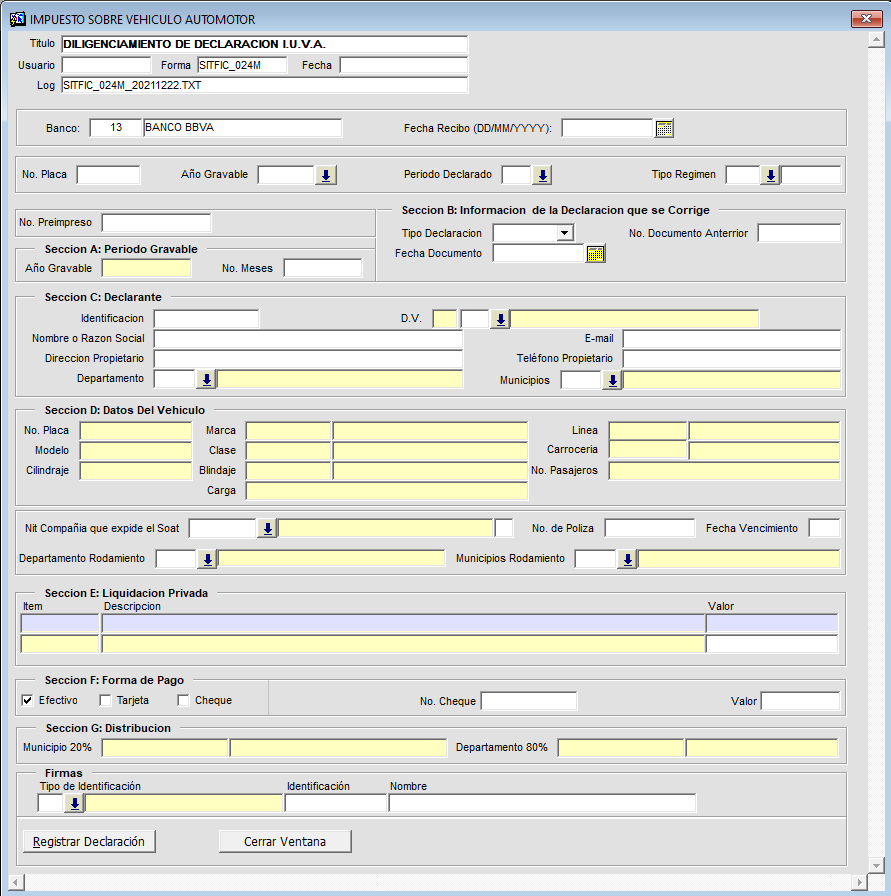 IMPUESTO SOBRE VEHICULO AUTOMOTOR
Titulo DILIGENCIAMIENTO DE DECLARACION I.U.V.A.
Usuario Forma SITFIC_024M Fecha
Log SITFIC_024M_20211222.TXT
Banco: 13 BANCO BBVA Fecha Recibo (DD/MM/YYYY):
No. Placa Año Gravable Periodo Declarado Tipo Regimen
No. Preimpreso
Seccion A: Periodo Gravable
Año Gravable No. Meses
Seccion B: Informacion de la Declaracion que se Corrige
Tipo Declaracion No. Documento Anterrior
Fecha Documento
Seccion C: Declarante
Identificacion D.V.
Nombre o Razon Social E-mail
Direccion Propietario Teléfono Propietario
Departamento Municipios
Seccion D: Datos Del Vehiculo
No. Placa Marca Linea
Modelo Clase Carroceria
Cilindraje Blindaje No. Pasajeros
Carga
Nit Compañia que expide el Soat No. de Poliza Fecha Vencimiento
Departamento Rodamiento Municipios Rodamiento
Seccion E: Liquidacion Privada
Item Descripcion Valor
Seccion F: Forma de Pago
Efectivo Tarjeta Cheque No. Cheque Valor
Seccion G: Distribucion
Municipio 20% Departamento 80%
Firmas
Tipo de Identificación Identificación Nombre
Registrar Declaración Cerrar Ventana